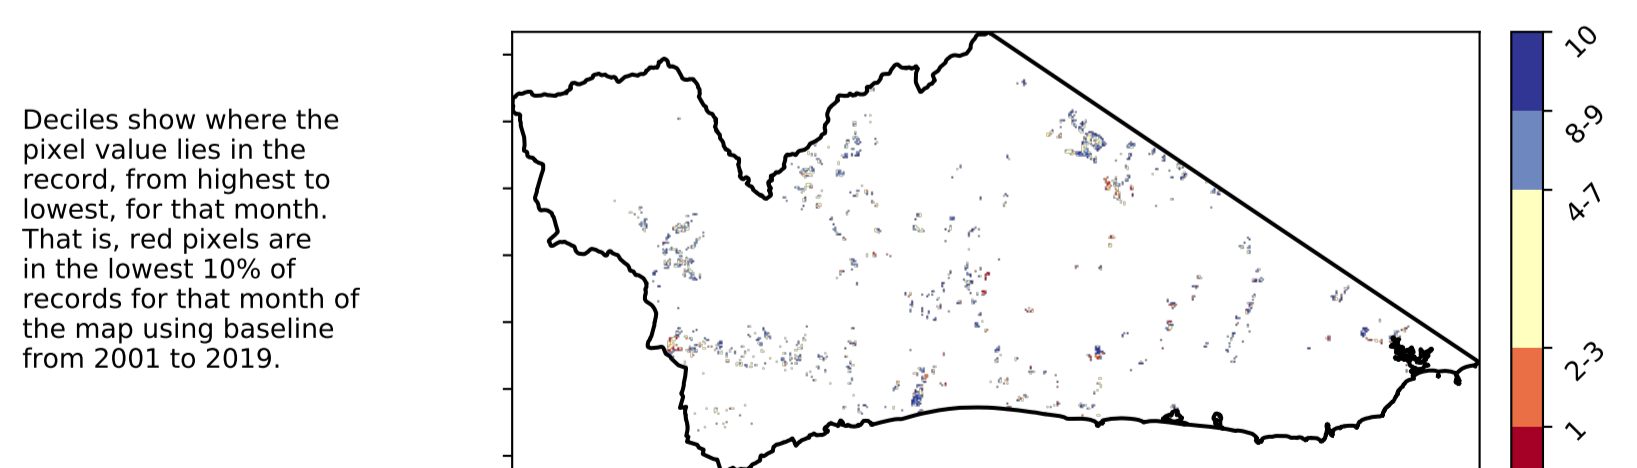 Deciles show where the
pixel value lies in the
record, from highest to
lowest, for that month.
That is, red pixels are
in the lowest 10% of
records for that month of
the map using baseline
from 2001 to 2019.
10
8-9
4-7
2-3
1